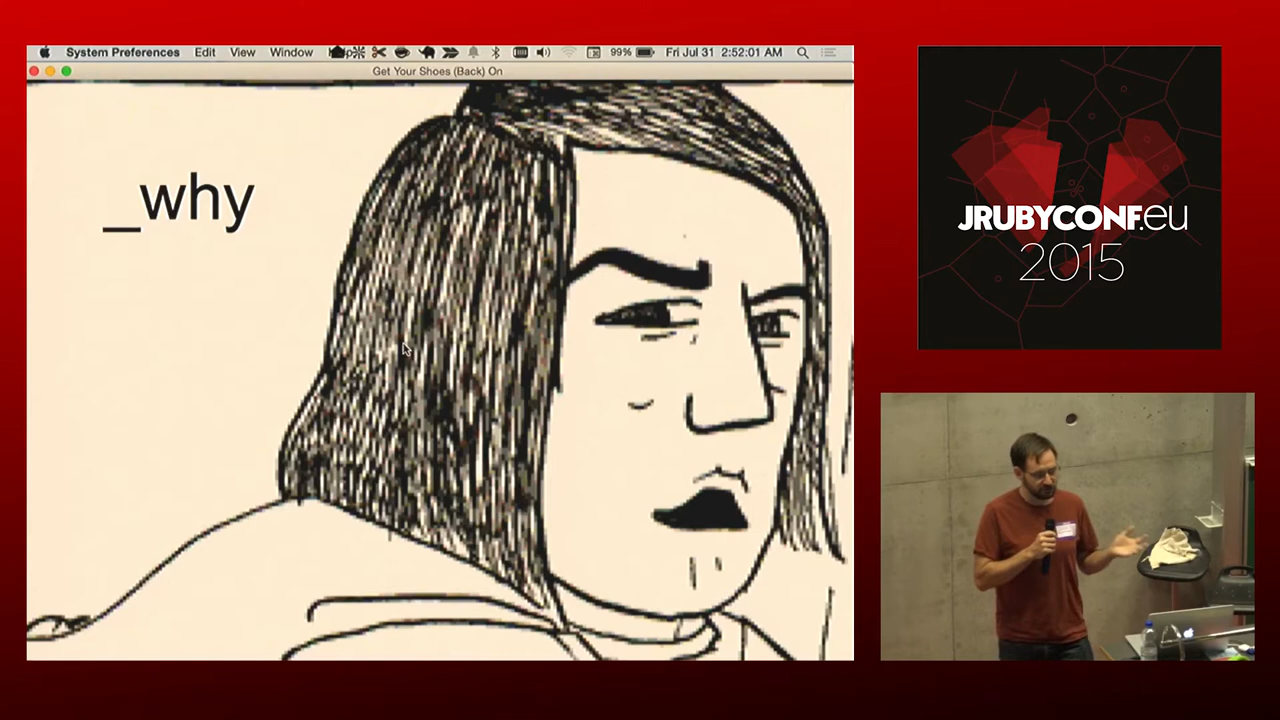 System Preferences Edit View Window 99% Fri Jul 31 2:52:01 AM
Get Your Shoes (Back) On
_why
JRUBYCONF.eu
2015